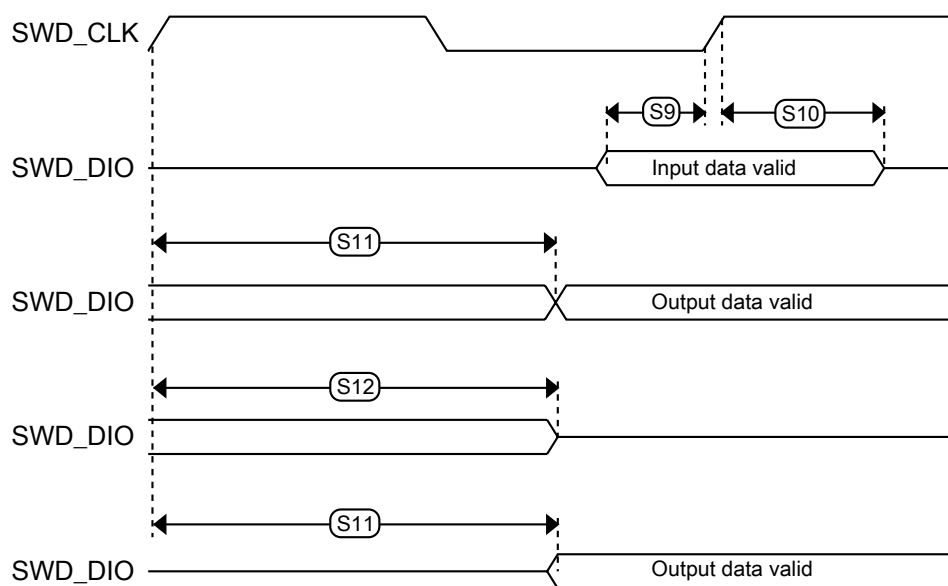 SWD_CLK
S9
S10
SWD_DIO
Input data valid
S11
SWD_DIO
Output data valid
S12
SWD_DIO
S11
SWD_DIO
Output data valid